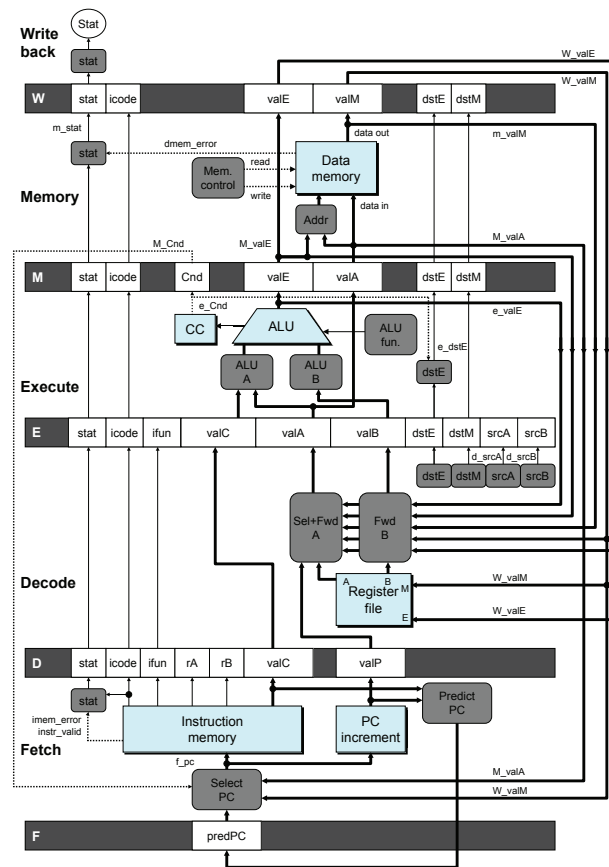 Stat
Write
back
W_valE
stat
W_valM
W stat icode valE valM dstE dstM
m_stat
data out
m_valM
dmem_error
stat
read
Mem.
control
Data
memory
write
Memory
data in
Addr
M_Cnd
M_valE
M_valA
M stat icode Cnd valE valA dstE dstM
e_Cnd
e_valE
CC
ALU
ALU
fun.
e_dstE
ALU
A
ALU
B
dstE
Execute
E stat icode ifun valC valA valB dstE dstM srcA srcB
d_srcA d_srcB
dstE dstM srcA srcB
Sel+Fwd
A
Fwd
B
Decode
A B
W_valM
M
Register
file
E
W_valE
D stat icode ifun rA rB valC valP
stat
Predict
PC
imem_error
instr_valid
Instruction
memory
PC
increment
Fetch
f_pc
M_valA
Select
PC
W_valM
F predPC